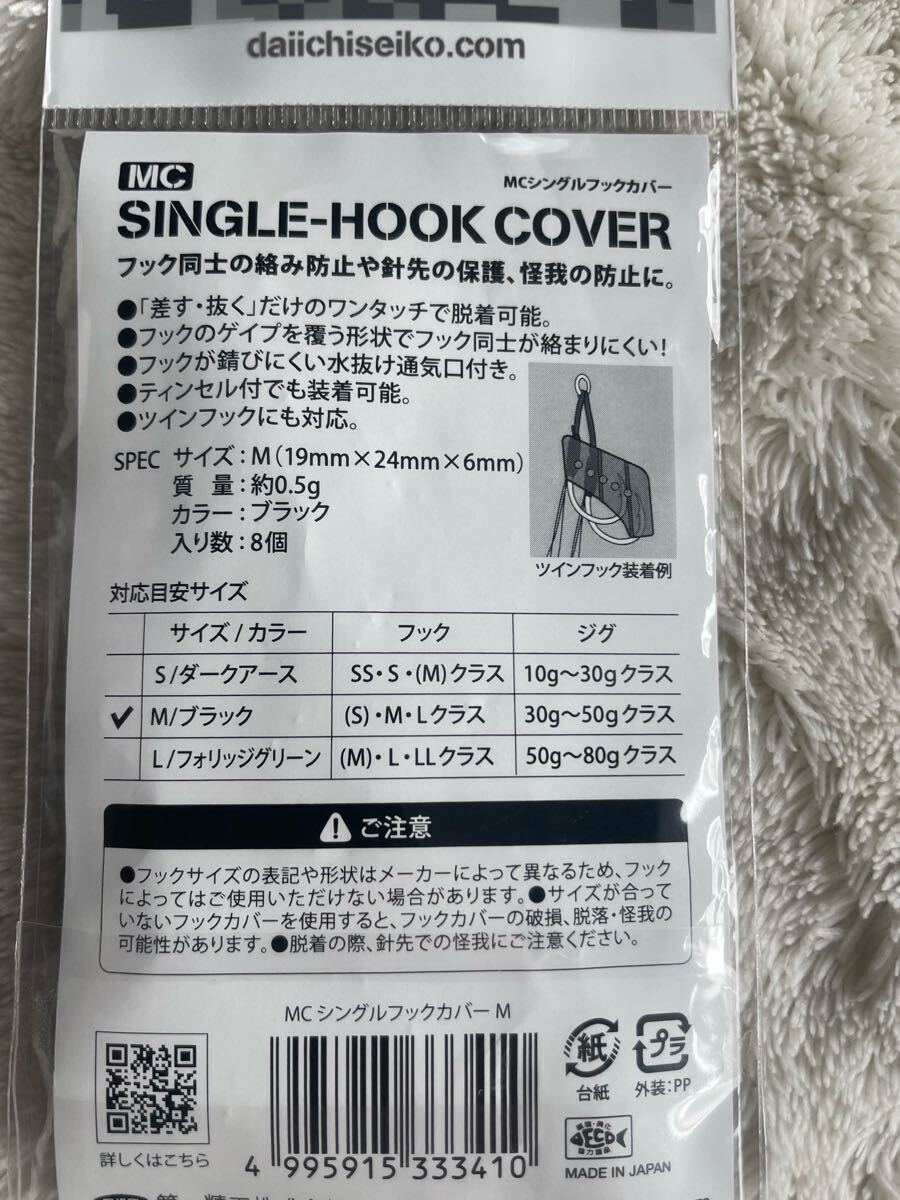 daiichiseiko.com
MC
MCシングルフックカバー
SINGLE-HOOK COVER
フック同士の絡み防止や針先の保護、怪我の防止に。
●「差す・抜く」だけのワンタッチで脱着可能。
●フックのゲイプを覆う形状でフック同士が絡まりにくい!
●フックが錆びにくい水抜け通気口付き。
●ティンセル付でも装着可能。
●ツインフックにも対応。
SPEC サイズ:M(19mm×24mm×6mm)
質 量:約0.5g
カラー:ブラック
入り数:8個
ツインフック装着例
対応目安サイズ
サイズ/カラー フック ジグ
S/ダークアース SS・S・(M)クラス 10g〜30gクラス
✓ M/ブラック (S)・M・Lクラス 30g〜50gクラス
L/フォリッジグリーン (M)・L・LLクラス 50g〜80gクラス
ご注意
●フックサイズの表記や形状はメーカーによって異なるため、フック
によってはご使用いただけない場合があります。●サイズが合って
いないフックカバーを使用すると、フックカバーの破損、脱落・怪我の
可能性があります。●脱着の際、針先での怪我にご注意ください。
MCシングルフックカバー M
紙
台紙
プラ
外装:PP
ECO
MADE IN JAPAN
詳しくはこちら
4 995915 333410